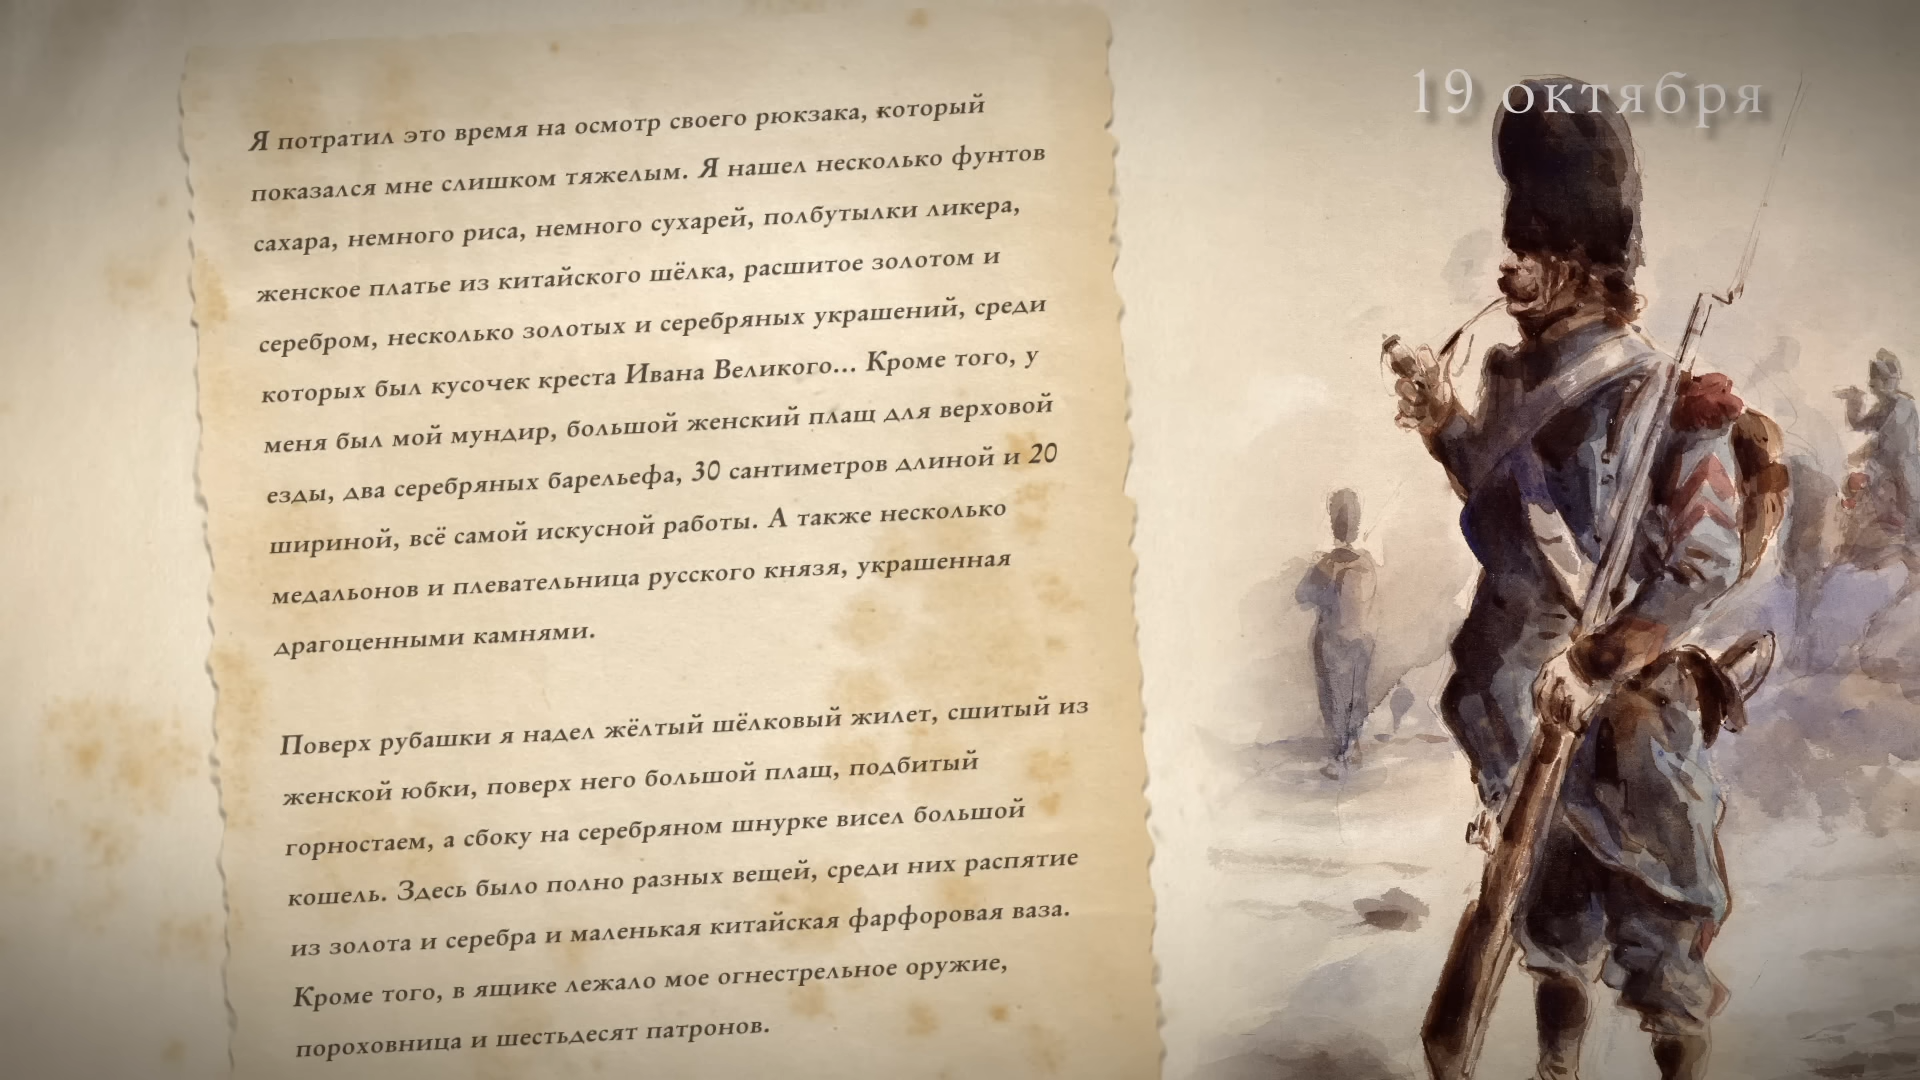 19 октября
Я потратил это время на осмотр своего рюкзака, который
показался мне слишком тяжелым. Я нашел несколько фунтов
сахара, немного риса, немного сухарей, полбутылки ликера,
женское платье из китайского шёлка, расшитое золотом и
серебром, несколько золотых и серебряных украшений, среди
которых был кусочек креста Ивана Великого... Кроме того, у
меня был мой мундир, большой женский плащ для верховой
езды, два серебряных барельефа, 30 сантиметров длиной и 20
шириной, всё самой искусной работы. А также несколько
медальонов и плевательница русского князя, украшенная
драгоценными камнями.
Поверх рубашки я надел жёлтый шёлковый жилет, сшитый из
женской юбки, поверх него большой плащ, подбитый
горностаем, а сбоку на серебряном шнурке висел большой
кошель. Здесь было полно разных вещей, среди них распятие
из золота и серебра и маленькая китайская фарфоровая ваза.
Кроме того, в ящике лежало мое огнестрельное оружие,
пороховница и шестьдесят патронов.